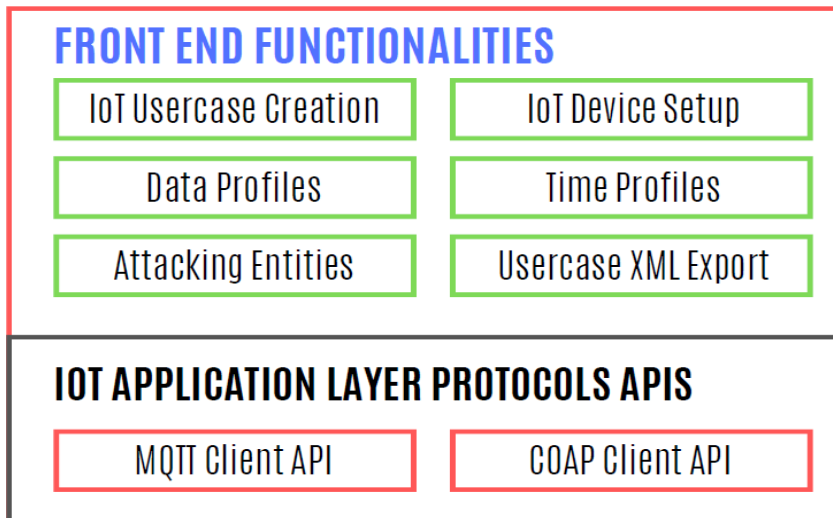 FRONT END FUNCTIONALITIES
IoT Usercase Creation
IoT Device Setup
Data Profiles
Time Profiles
Attacking Entities
Usercase XML Export
IOT APPLICATION LAYER PROTOCOLS APIS
MQTT Client API
COAP Client API